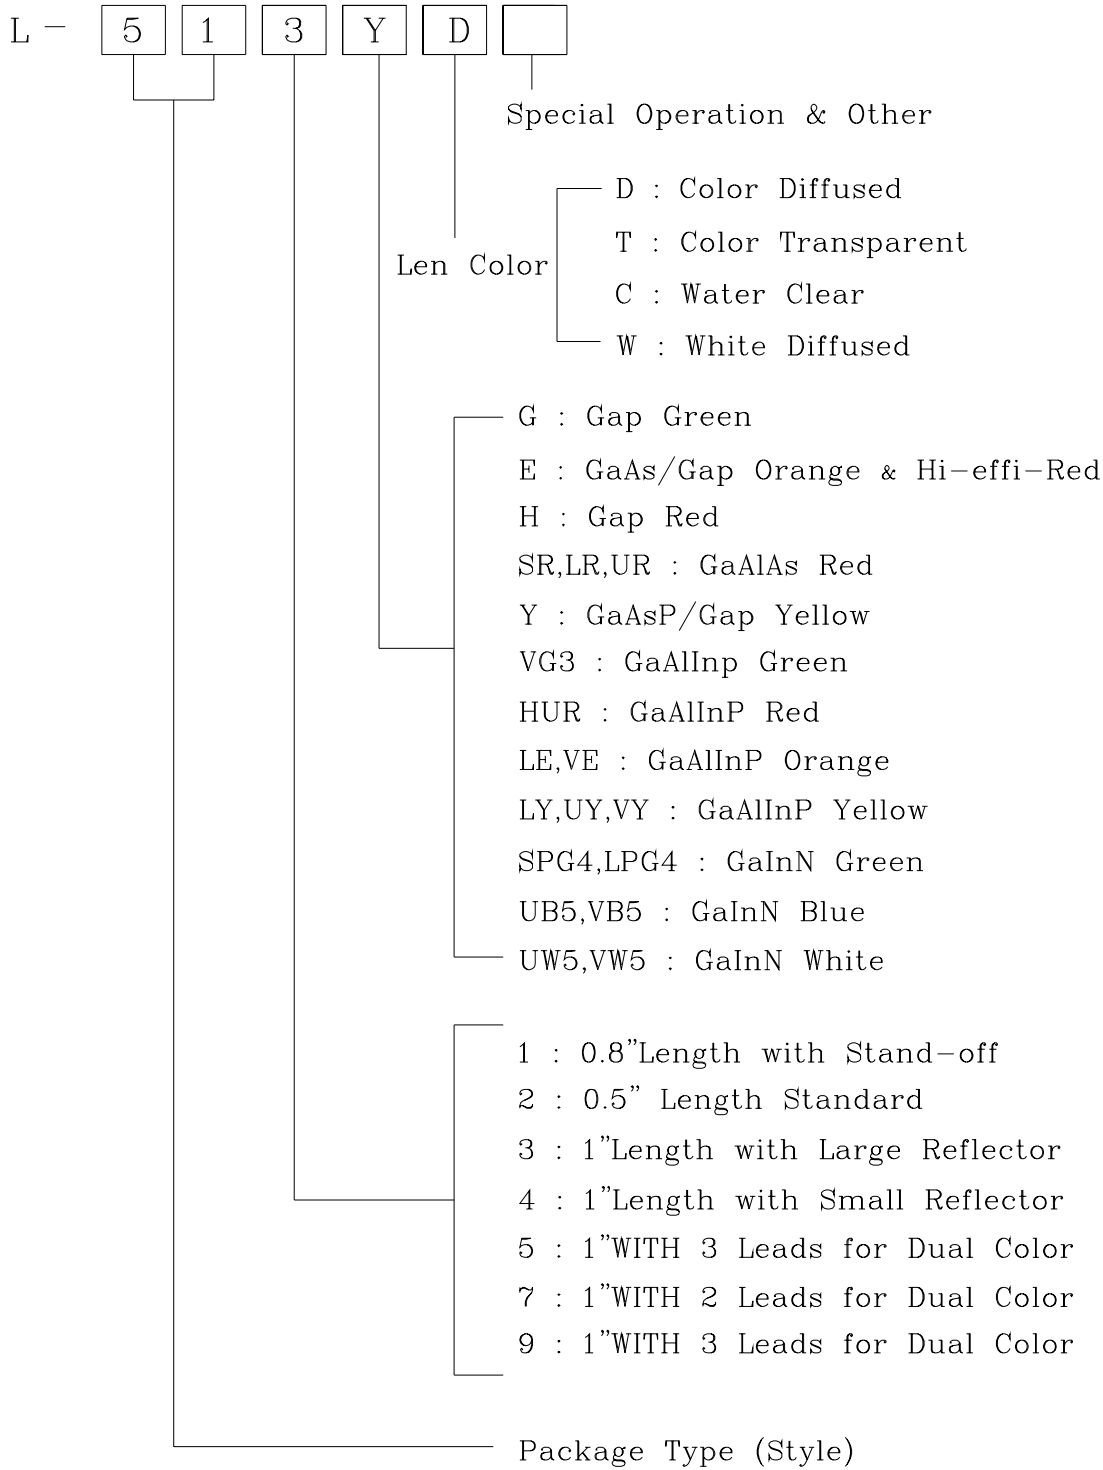 L- 5 1 3 Y D
Special Operation & Other
D : Color Diffused
T : Color Transparent
Len Color
C : Water Clear
W : White Diffused
G : Gap Green
E : GaAs/Gap Orange & Hi-effi-Red
H : Gap Red
SR,LR,UR : GaAlAs Red
Y : GaAsP/Gap Yellow
VG3 : GaAlInp Green
HUR : GaAlInP Red
LE,VE : GaAlInP Orange
LY,UY,VY : GaAlInP Yellow
SPG4,LPG4 : GaInN Green
UB5,VB5 : GaInN Blue
UW5,VW5 : GaInN White
1 : 0.8"Length with Stand-off
2 : 0.5" Length Standard
3 : 1"Length with Large Reflector
4 : 1"Length with Small Reflector
5 : 1"WITH 3 Leads for Dual Color
7 : 1"WITH 2 Leads for Dual Color
9 : 1"WITH 3 Leads for Dual Color
Package Type (Style)